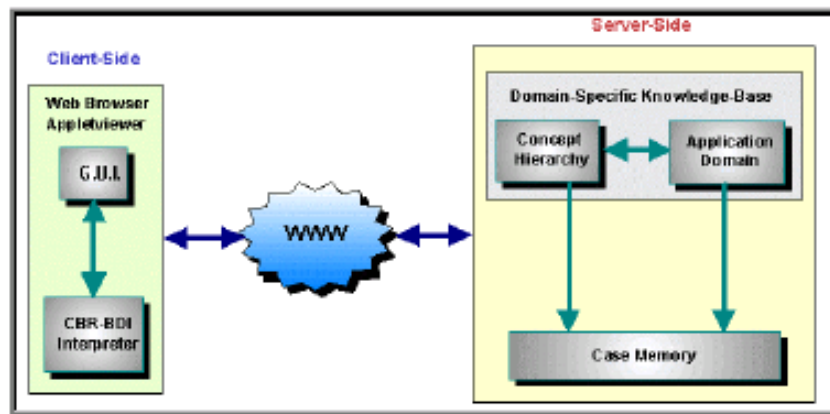 Server-Side
Client-Side
Web Browser
Appletviewer
G.U.I.
CBR-BDI
Interpreter
WWW
Domain-Specific Knowledge-Base
Concept
Hierarchy
Application
Domain
Case Memory